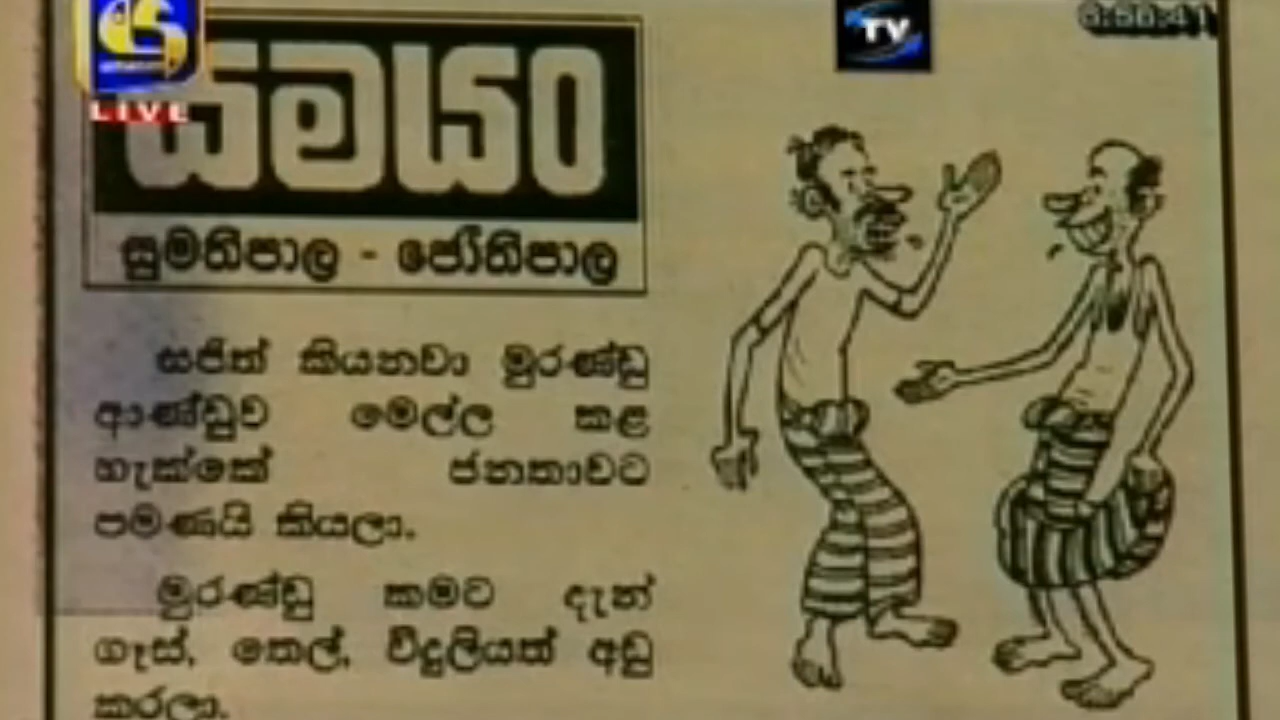 LIVE
TV
සමයං
සුමතිපාල - ජෝතිපාල
සජිත් කියනවා මුරණ්ඩු
ආණ්ඩුව මෙල්ල කළ
හැක්කේ ජනතාවට
පමණයි කියලා.
මුරණ්ඩු කමට දැන්
ගෑස්, තෙල්, විදුලියත් අඩු
කරලා.